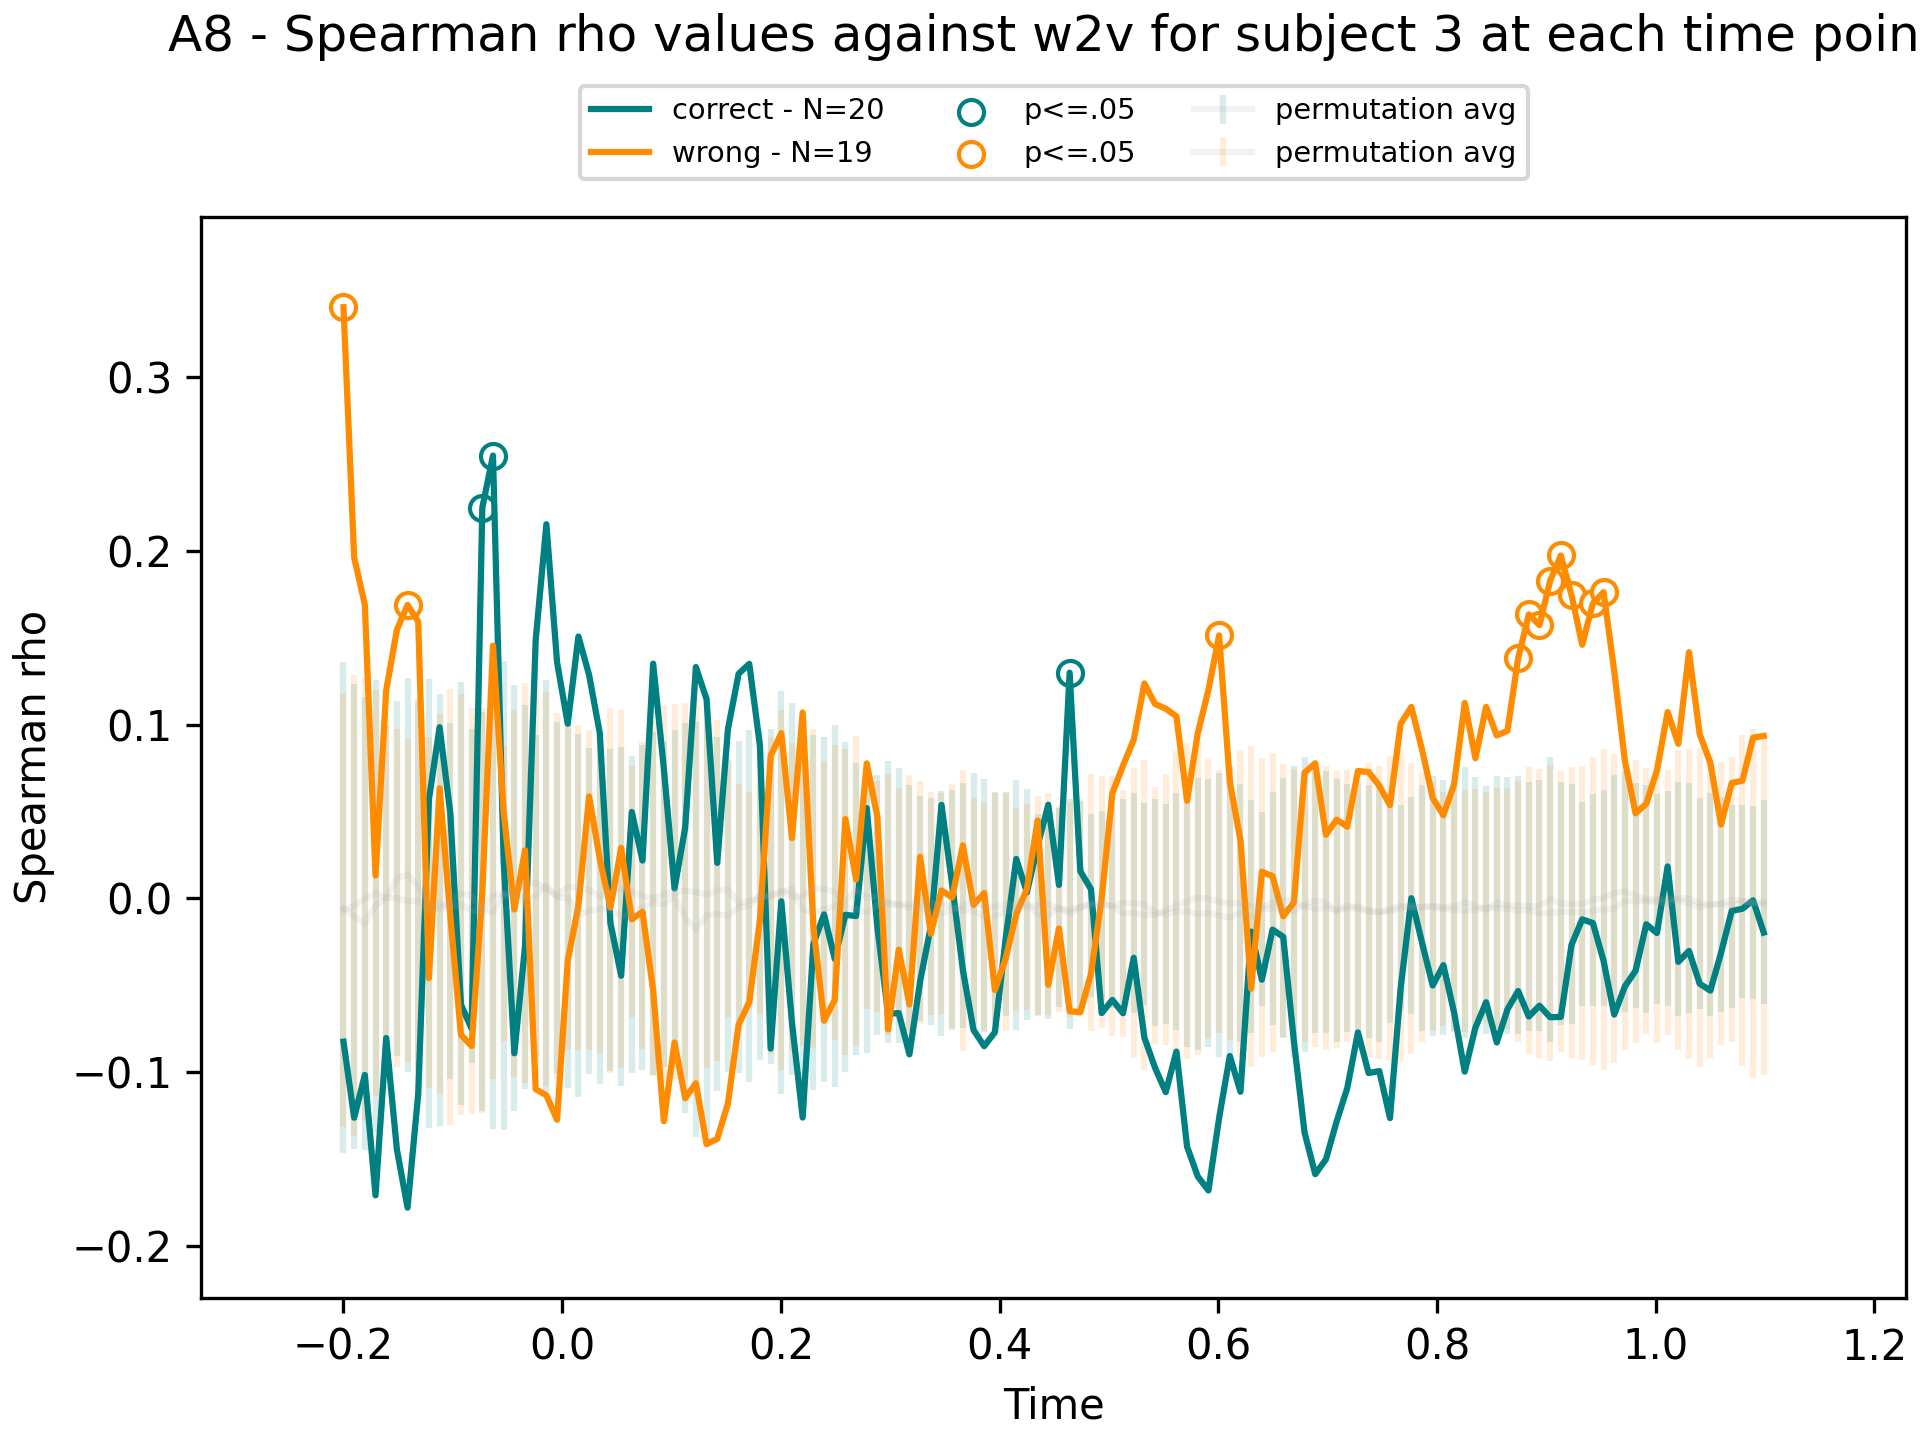 A8 - Spearman rho values against w2v for subject 3 at each time poin
correct - N=20
wrong - N=19
p<=.05
p<=.05
permutation avg
permutation avg
Spearman rho
0.3
0.2
0.1
0.0
−0.1
−0.2
−0.2 0.0 0.2 0.4 0.6 0.8 1.0 1.2
Time